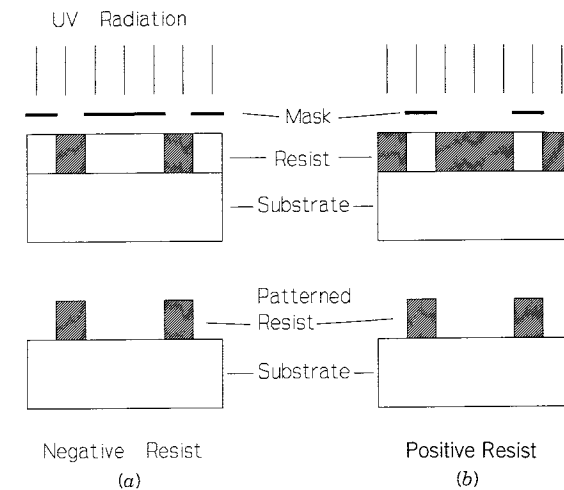 UV Radiation
Mask
Resist
Substrate
Patterned
Resist
Substrate
Negative Resist
Positive Resist
(a)
(b)